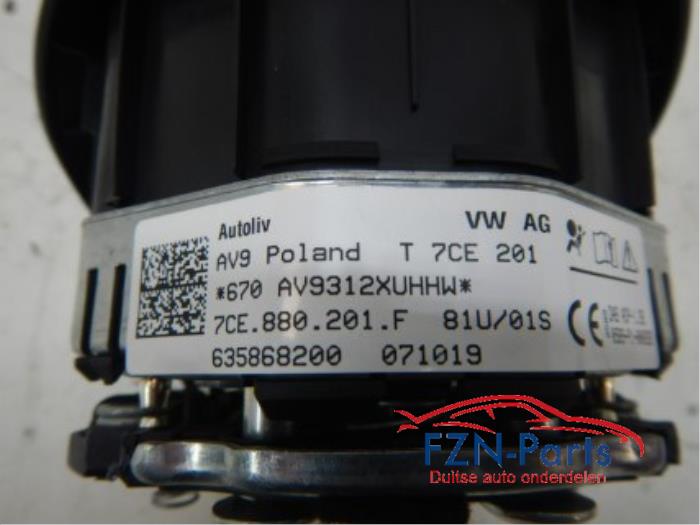 Autoliv VW AG
AV9 Poland T 7CE 201
*670 AV9312XUHHW*
7CE.880.201.F 81U/01S
635868200 071019
CE
FZN-Parts
Duitse auto onderdelen